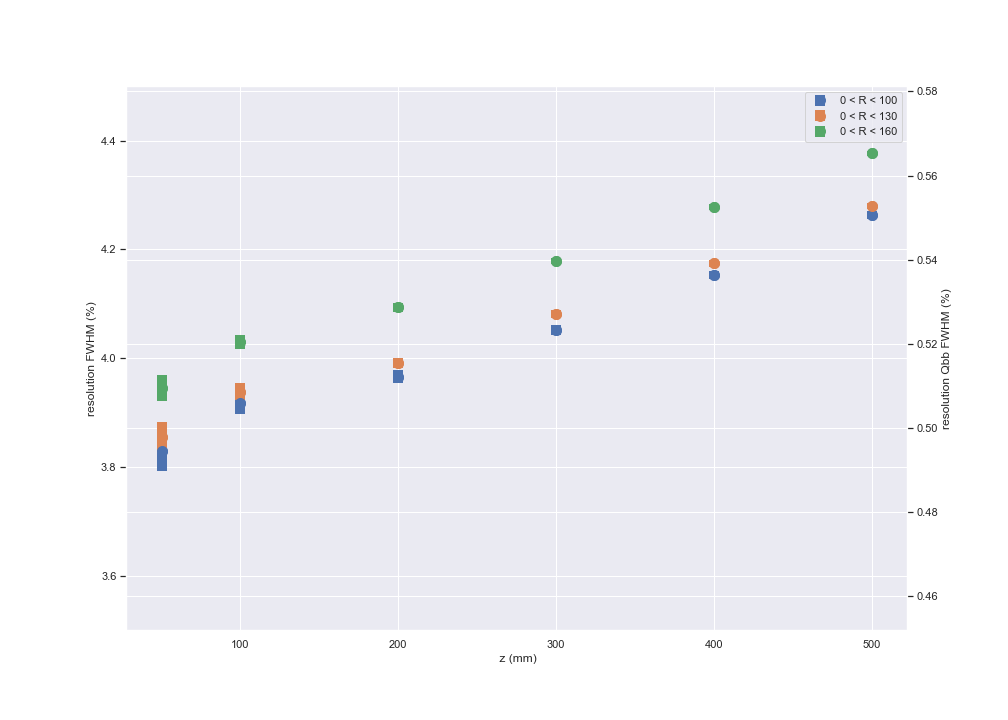 0 < R < 100
0 < R < 130
0 < R < 160
resolution FWHM (%)
4.4
4.2
4.0
3.8
3.6
0.58
0.56
0.54
0.52
0.50
0.48
0.46
resolution Qbb FWHM (%)
100 200 300 400 500
z (mm)